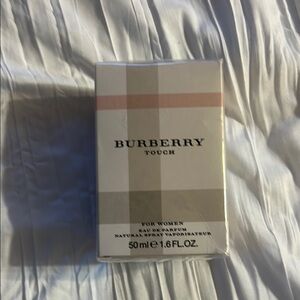 BURBERRY
TOUCH
FOR WOMEN
EAU DE PARFUM
NATURAL SPRAY VAPORISATEUR
50 ml e 1.6 FL.OZ.